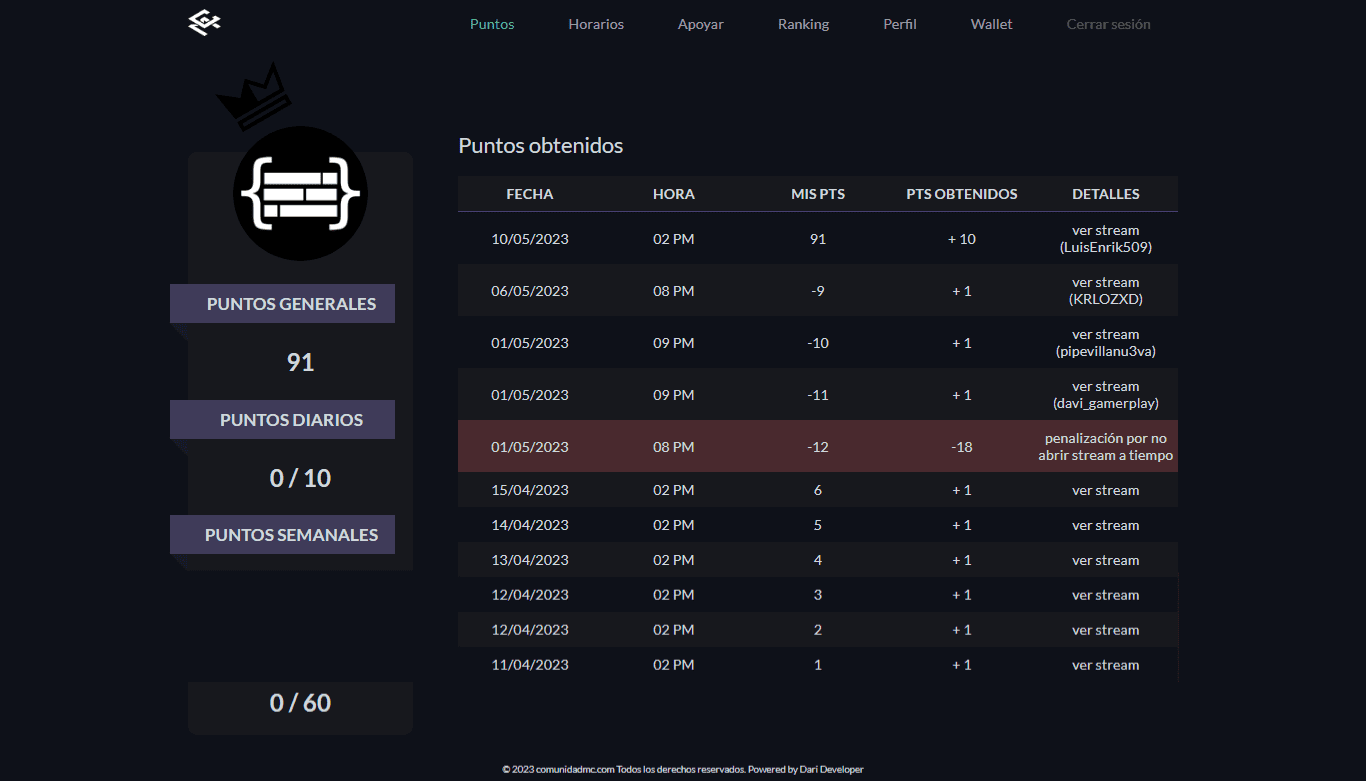 Puntos Horarios Apoyar Ranking Perfil Wallet Cerrar sesión
PUNTOS GENERALES
91
PUNTOS DIARIOS
0 / 10
PUNTOS SEMANALES
0 / 60
Puntos obtenidos
FECHA HORA MIS PTS PTS OBTENIDOS DETALLES
10/05/2023 02 PM 91 + 10 ver stream
(LuisEnrik509)
06/05/2023 08 PM -9 + 1 ver stream
(KRLOZXD)
01/05/2023 09 PM -10 + 1 ver stream
(pipevillanu3va)
01/05/2023 09 PM -11 + 1 ver stream
(davi_gamerplay)
01/05/2023 08 PM -12 -18 penalización por no
abrir stream a tiempo
15/04/2023 02 PM 6 + 1 ver stream
14/04/2023 02 PM 5 + 1 ver stream
13/04/2023 02 PM 4 + 1 ver stream
12/04/2023 02 PM 3 + 1 ver stream
12/04/2023 02 PM 2 + 1 ver stream
11/04/2023 02 PM 1 + 1 ver stream
© 2023 comunidadmc.com Todos los derechos reservados. Powered by Dari Developer